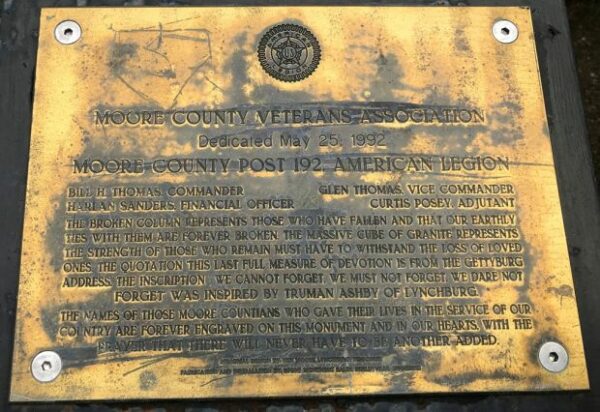 MOORE COUNTY VETERANS ASSOCIATION
Dedicated May 25, 1992
MOORE COUNTY POST 192, AMERICAN LEGION
BILL H. THOMAS, COMMANDER GLEN THOMAS, VICE COMMANDER
HARLAN SANDERS, FINANCIAL OFFICER CURTIS POSEY, ADJUTANT
THE BROKEN COLUMN REPRESENTS THOSE WHO HAVE FALLEN AND THAT OUR EARTHLY
TIES WITH THEM ARE FOREVER BROKEN. THE MASSIVE CUBE OF GRANITE REPRESENTS
THE STRENGTH OF THOSE WHO REMAIN MUST HAVE TO WITHSTAND THE LOSS OF LOVED
ONES. THE QUOTATION THIS LAST FULL MEASURE OF DEVOTION IS FROM THE GETTYBURG
ADDRESS. THE INSCRIPTION WE CANNOT FORGET, WE MUST NOT FORGET, WE DARE NOT
FORGET WAS INSPIRED BY TRUMAN ASHBY OF LYNCHBURG.
THE NAMES OF THOSE MOORE COUNTIANS WHO GAVE THEIR LIVES IN THE SERVICE OF OUR
COUNTRY ARE FOREVER ENGRAVED ON THIS MONUMENT AND IN OUR HEARTS, WITH THE
PRAYER THAT THERE WILL NEVER HAVE TO BE ANOTHER ADDED.